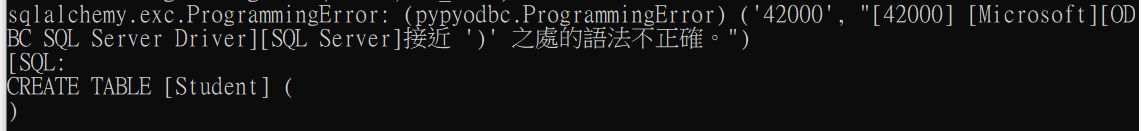 sqlalchemy.exc.ProgrammingError: (pypyodbc.ProgrammingError) ('42000', "[42000] [Microsoft][OD
BC SQL Server Driver][SQL Server]接近 ')' 之處的語法不正確。")
[SQL:
CREATE TABLE [Student] (
)